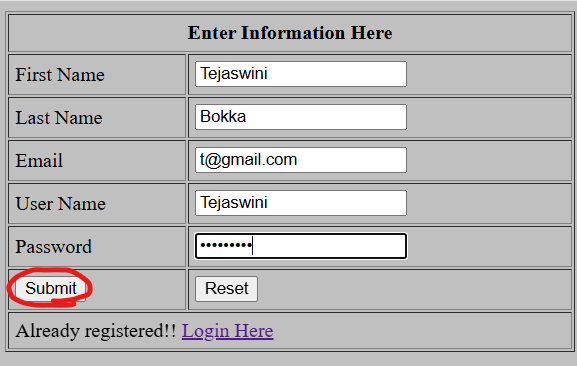 Enter Information Here
First Name Tejaswini
Last Name Bokka
Email t@gmail.com
User Name Tejaswini
Password •••••••••
Submit Reset
Already registered!! Login Here